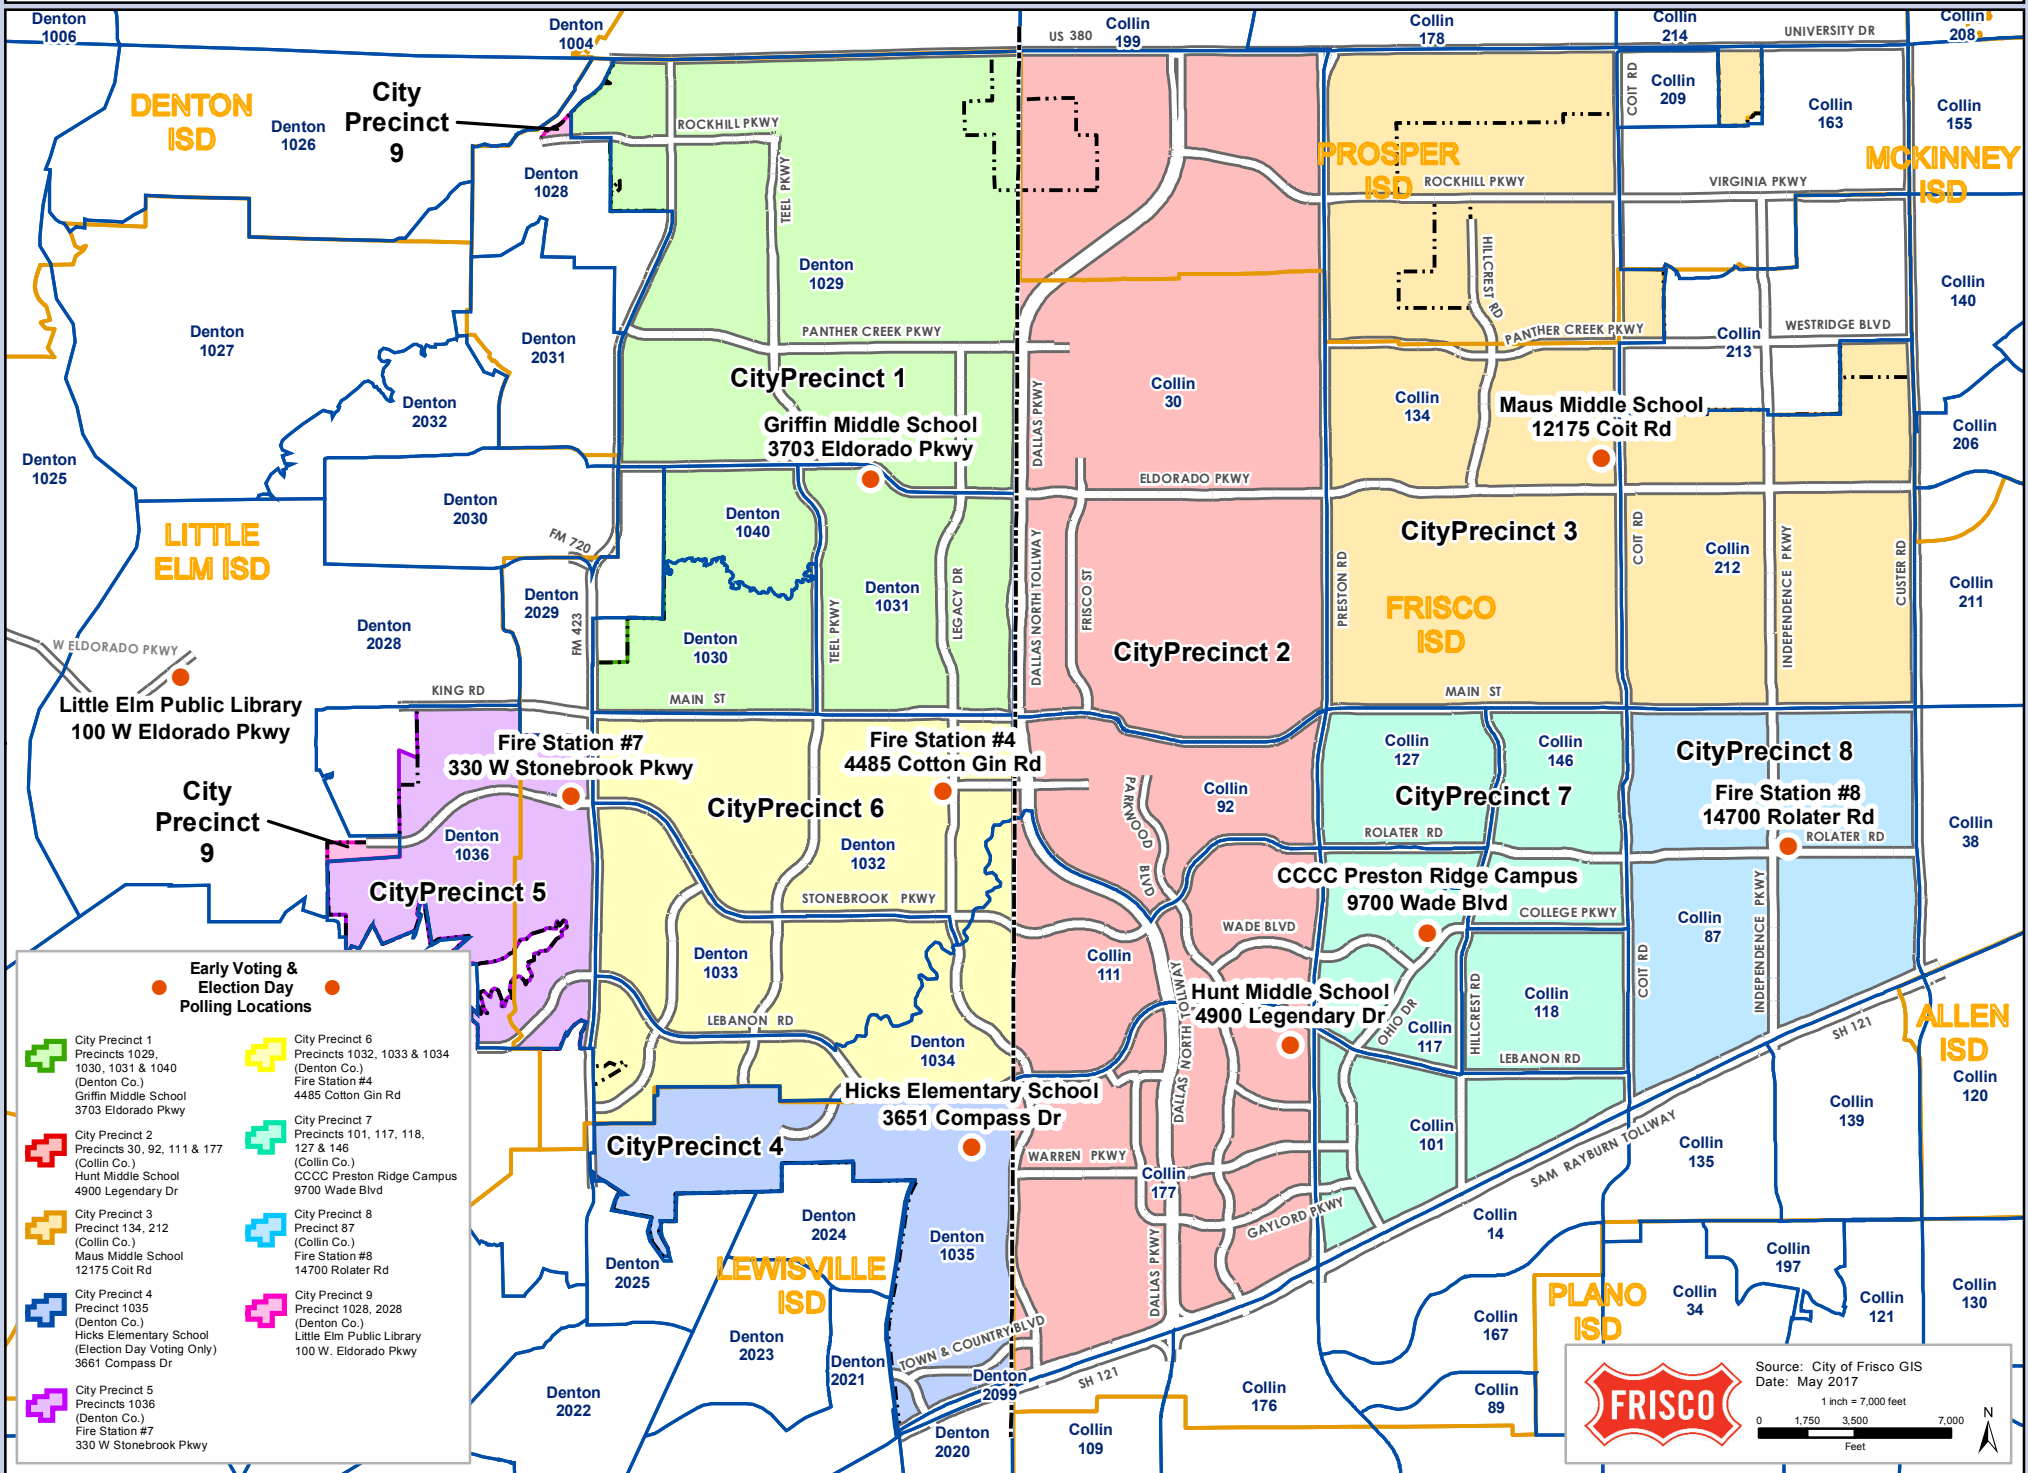 Denton
1006
Denton
1004
US 380
Collin
199
Collin
178
Collin
214
UNIVERSITY DR
Collin
208
DENTON
ISD
Denton
1026
City
Precinct
9
ROCKHILL PKWY
COIT RD
Collin
209
Collin
163
Collin
155
Denton
1028
TEEL PKWY
PROSPER
ISD
ROCKHILL PKWY
VIRGINIA PKWY
MCKINNEY
ISD
Denton
1029
HILLCREST RD
Collin
140
Denton
1027
Denton
2031
PANTHER CREEK PKWY
PANTHER CREEK PKWY
Collin
213
WESTRIDGE BLVD
Denton
2032
CityPrecinct 1
Griffin Middle School
3703 Eldorado Pkwy
DALLAS PKWY
Collin
30
Collin
134
Maus Middle School
12175 Coit Rd
Collin
206
Denton
1025
Denton
2030
ELDORADO PKWY
LITTLE
ELM ISD
FM 720
Denton
1040
DALLAS NORTH TOLLWAY
FRISCO ST
PRESTON RD
CityPrecinct 3
COIT RD
Collin
212
INDEPENDENCE PKWY
CUSTER RD
Collin
211
Denton
2029
Denton
1031
LEGACY DR
FRISCO
ISD
Denton
2028
FM 423
Denton
1030
TEEL PKWY
W ELDORADO PKWY
CityPrecinct 2
Little Elm Public Library
100 W Eldorado Pkwy
KING RD
MAIN ST
MAIN ST
Fire Station #7
330 W Stonebrook Pkwy
Fire Station #4
4485 Cotton Gin Rd
Collin
127
Collin
146
CityPrecinct 8
City
Precinct
9
CityPrecinct 6
PARKWOOD BLVD
Collin
92
CityPrecinct 7
Fire Station #8
14700 Rolater Rd
ROLATER RD
ROLATER RD
Collin
38
Denton
1036
Denton
1032
CityPrecinct 5
STONEBROOK PKWY
CCCC Preston Ridge Campus
9700 Wade Blvd
COLLEGE PKWY
WADE BLVD
Collin
87
INDEPENDENCE PKWY
COIT RD
Denton
1033
Collin
111
DALLAS NORTH TOLLWAY
Hunt Middle School
4900 Legendary Dr
OHIO DR
HILLCREST RD
Collin
118
LEBANON RD
Denton
1034
Collin
117
LEBANON RD
SH 121
ALLEN
ISD
Hicks Elementary School
3651 Compass Dr
Collin
120
CityPrecinct 4
Collin
101
Collin
139
Collin
135
SAM RAYBURN TOLLWAY
WARREN PKWY
Collin
177
GAYLORD PKWY
Denton
2024
Denton
1035
Collin
14
Denton
2025
LEWISVILLE
ISD
DALLAS PKWY
Collin
197
PLANO
ISD
Collin
34
Collin
121
Collin
130
Collin
167
Denton
2023
Denton
2021
TOWN & COUNTRY BLVD
Denton
2099
SH 121
Denton
2022
Collin
176
Collin
89
Denton
2020
Collin
109
Early Voting &
Election Day
Polling Locations
City Precinct 1
Precincts 1029,
1030, 1031 & 1040
(Denton Co.)
Griffin Middle School
3703 Eldorado Pkwy
City Precinct 2
Precincts 30, 92, 111 & 177
(Collin Co.)
Hunt Middle School
4900 Legendary Dr
City Precinct 3
Precinct 134, 212
(Collin Co.)
Maus Middle School
12175 Coit Rd
City Precinct 4
Precinct 1035
(Denton Co.)
Hicks Elementary School
(Election Day Voting Only)
3661 Compass Dr
City Precinct 5
Precincts 1036
(Denton Co.)
Fire Station #7
330 W Stonebrook Pkwy
City Precinct 6
Precincts 1032, 1033 & 1034
(Denton Co.)
Fire Station #4
4485 Cotton Gin Rd
City Precinct 7
Precincts 101, 117, 118,
127 & 146
(Collin Co.)
CCCC Preston Ridge Campus
9700 Wade Blvd
City Precinct 8
Precinct 87
(Collin Co.)
Fire Station #8
14700 Rolater Rd
City Precinct 9
Precinct 1028, 2028
(Denton Co.)
Little Elm Public Library
100 W. Eldorado Pkwy
FRISCO
Source: City of Frisco GIS
Date: May 2017
1 inch = 7,000 feet
0 1,750 3,500 7,000
Feet
N